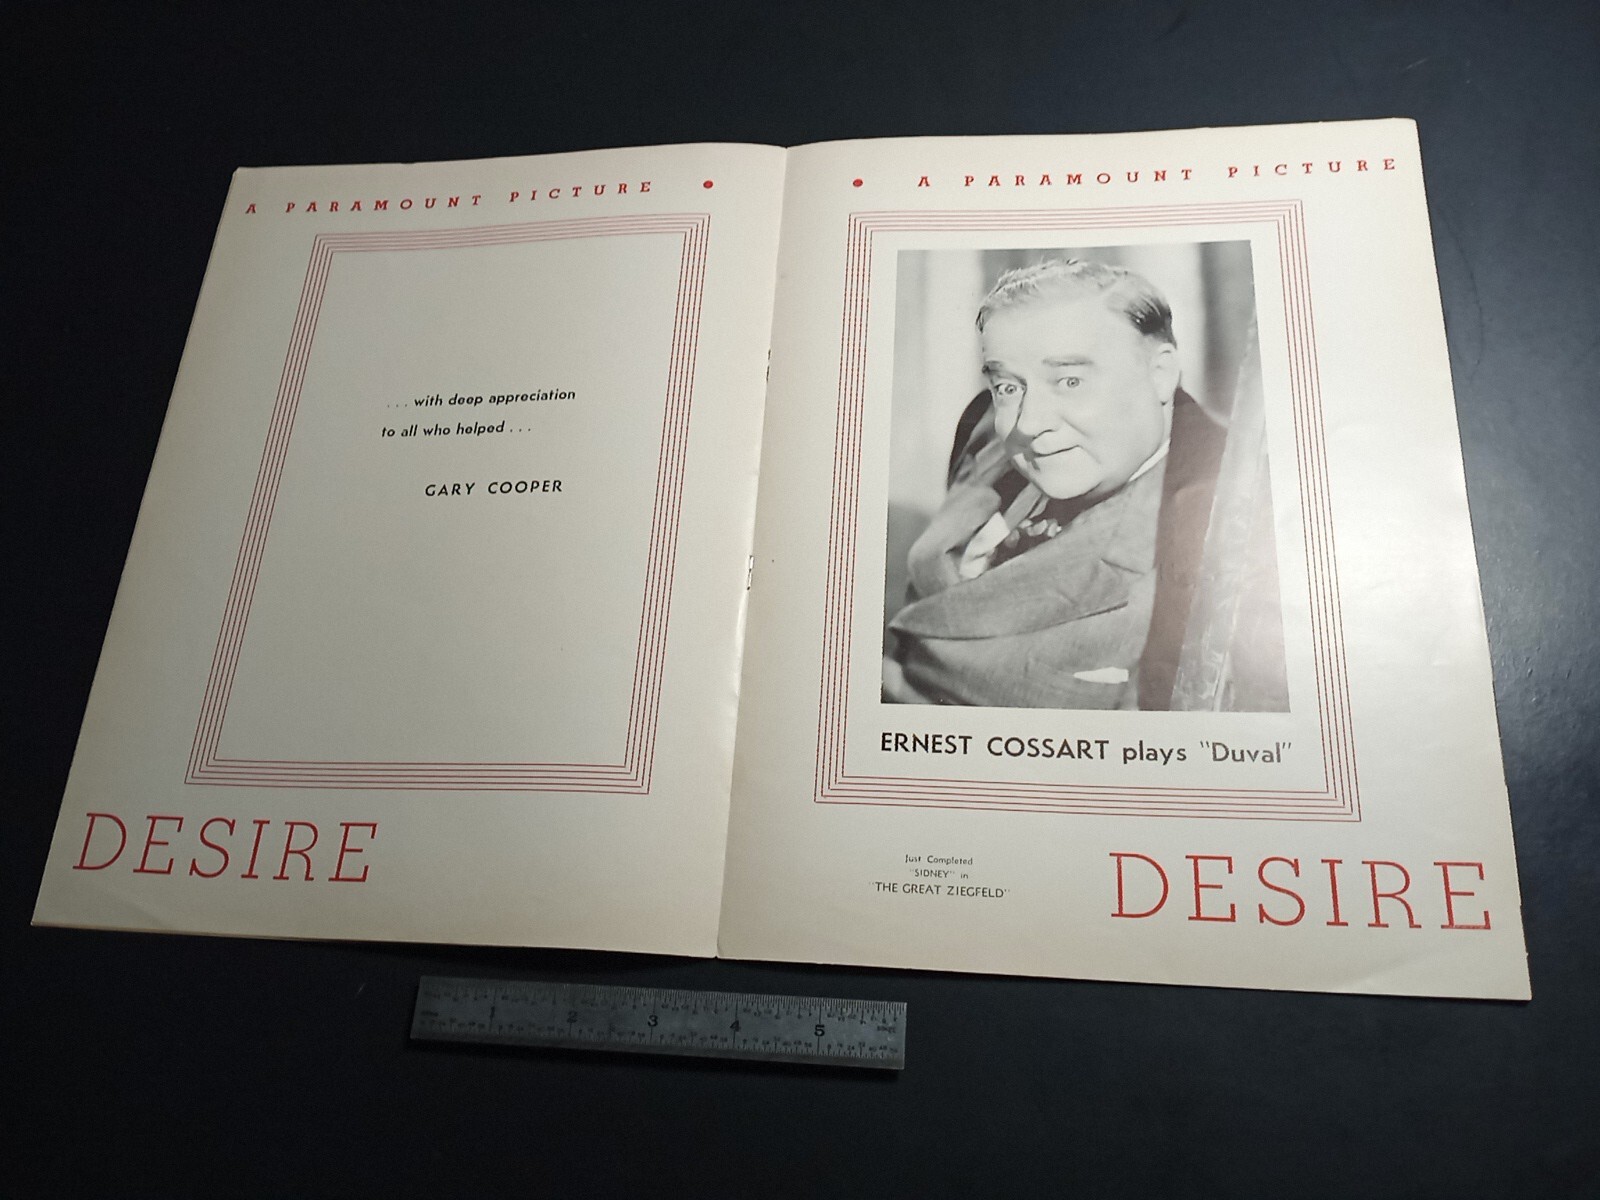 A PARAMOUNT PICTURE
. . . with deep appreciation
to all who helped . . .
GARY COOPER
DESIRE
A PARAMOUNT PICTURE
ERNEST COSSART plays "Duval"
Just Completed
"SIDNEY" in
"THE GREAT ZIEGFELD"
DESIRE
1 2 3 4 5